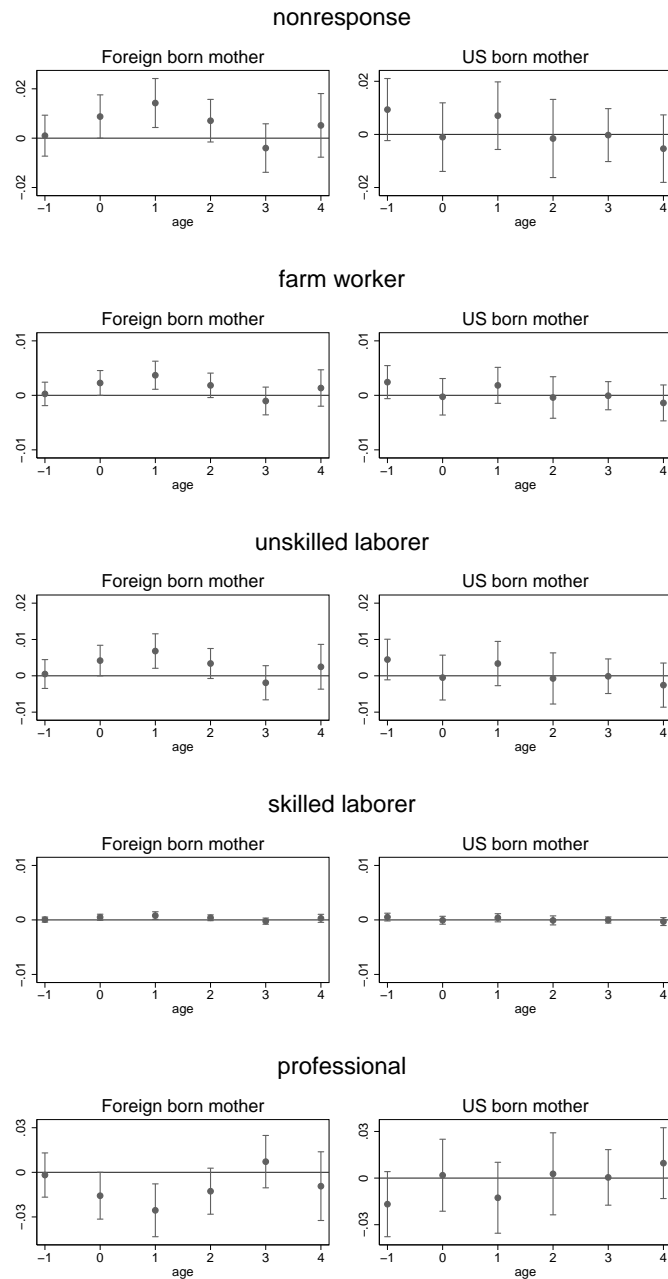 nonresponse
Foreign born mother US born mother
.02 .02
0 0
−.02 −.02
−1 0 1 2 3 4 −1 0 1 2 3 4
age age
farm worker
Foreign born mother US born mother
.01 .01
0 0
−.01 −.01
−1 0 1 2 3 4 −1 0 1 2 3 4
age age
unskilled laborer
Foreign born mother US born mother
.02 .02
.01 .01
0 0
−.01 −.01
−1 0 1 2 3 4 −1 0 1 2 3 4
age age
skilled laborer
Foreign born mother US born mother
.01 .01
0 0
−.01 −.01
−1 0 1 2 3 4 −1 0 1 2 3 4
age age
professional
Foreign born mother US born mother
.03 .03
0 0
−.03 −.03
−1 0 1 2 3 4 −1 0 1 2 3 4
age age